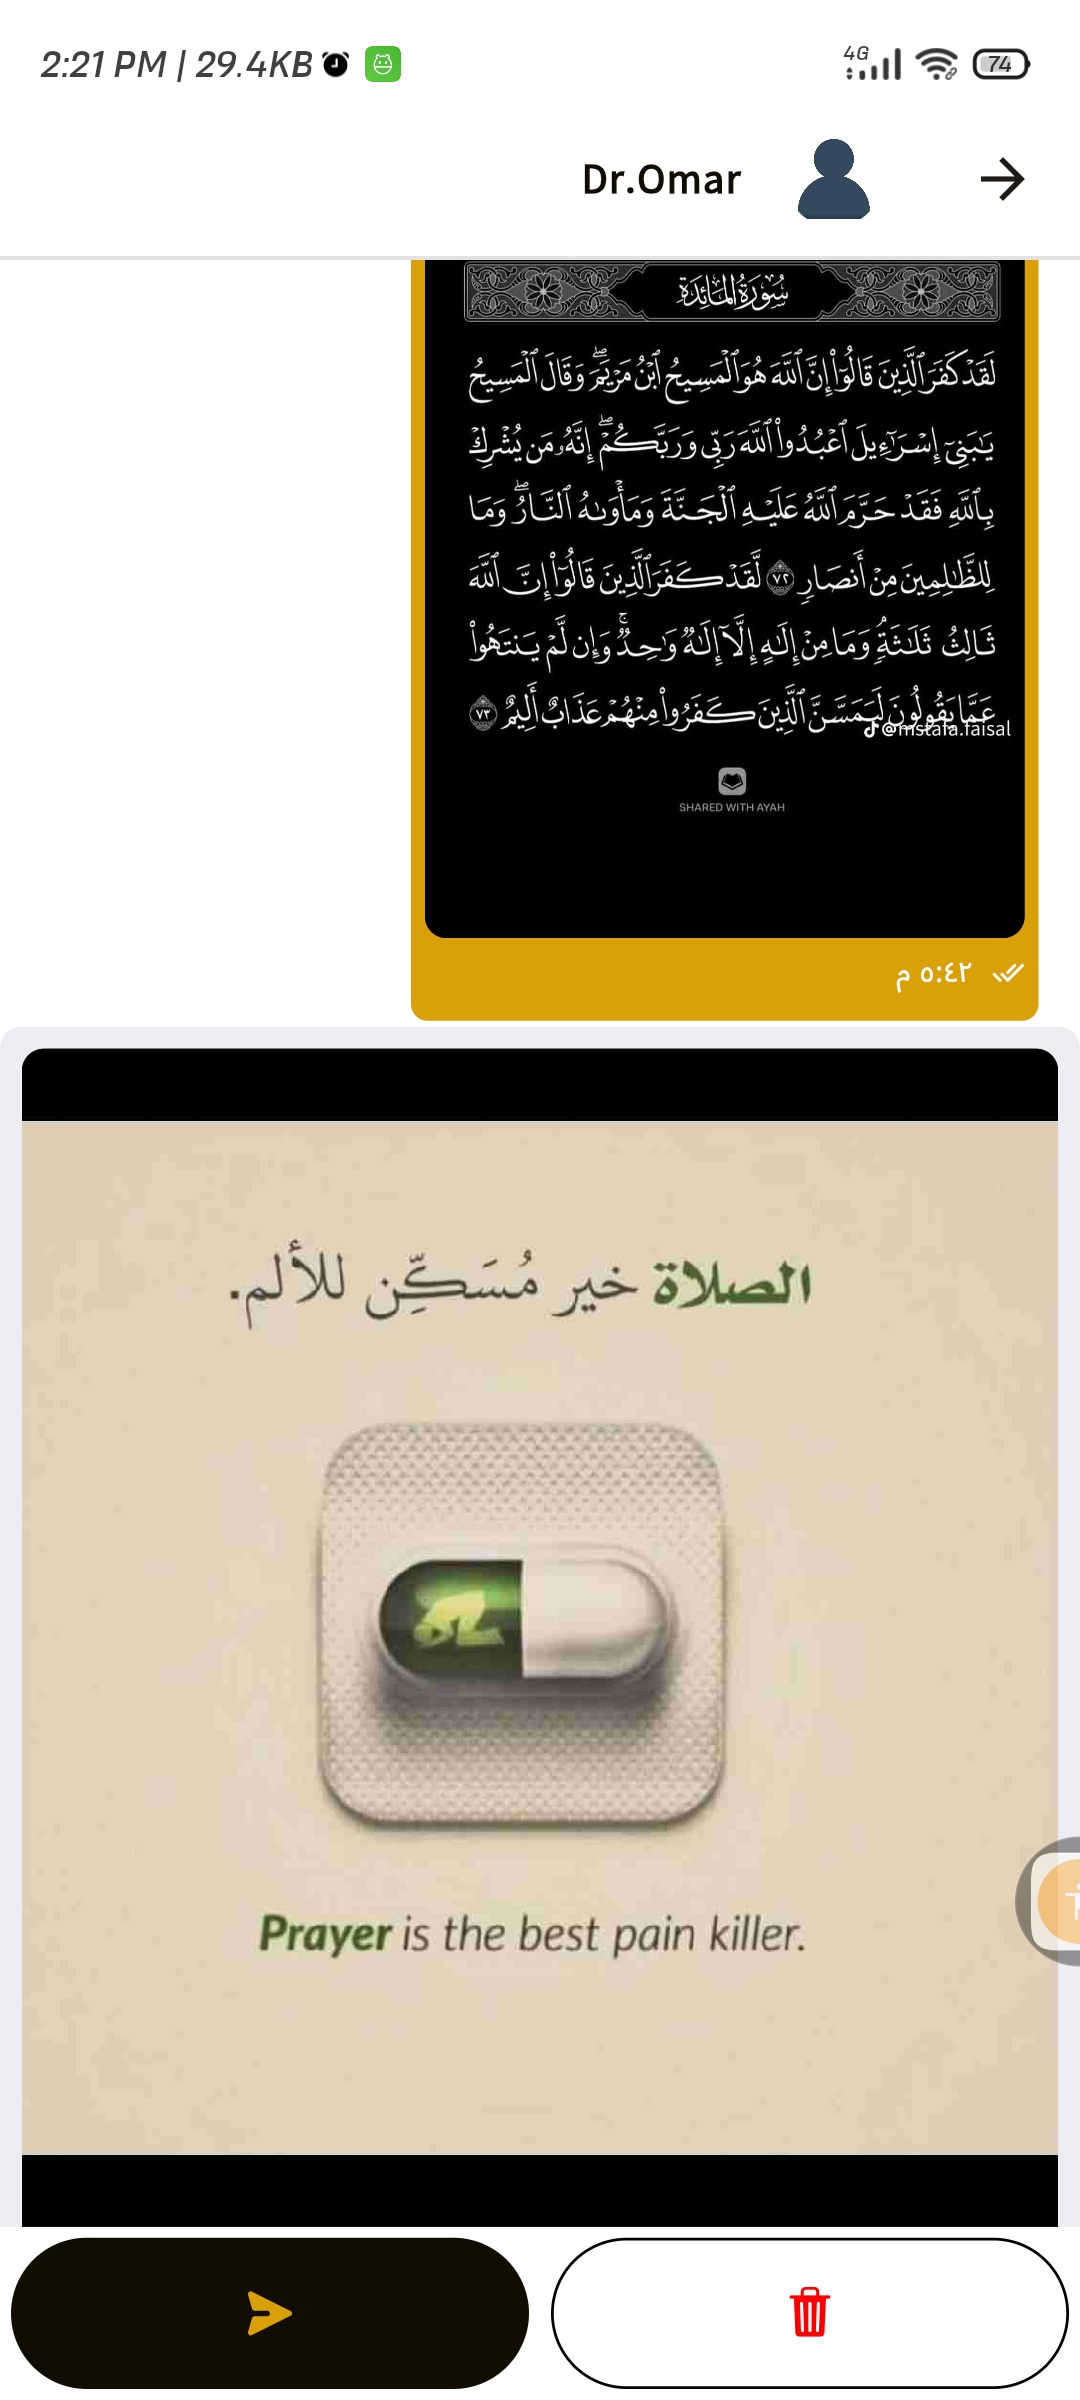 2:21 PM | 29.4KB
4G
74
Dr.Omar
سُورَةُ المَائِدَةِ
لَقَدْ كَفَرَ ٱلَّذِينَ قَالُوٓا۟ إِنَّ ٱللَّهَ هُوَ ٱلْمَسِيحُ ٱبْنُ مَرْيَمَ ۖ وَقَالَ ٱلْمَسِيحُ
يَـٰبَنِىٓ إِسْرَٰٓءِيلَ ٱعْبُدُوا۟ ٱللَّهَ رَبِّى وَرَبَّكُمْ ۖ إِنَّهُۥ مَن يُشْرِكْ
بِٱللَّهِ فَقَدْ حَرَّمَ ٱللَّهُ عَلَيْهِ ٱلْجَنَّةَ وَمَأْوَىٰهُ ٱلنَّارُ ۖ وَمَا
لِلظَّـٰلِمِينَ مِنْ أَنصَارٍ ٧٢ لَّقَدْ كَفَرَ ٱلَّذِينَ قَالُوٓا۟ إِنَّ ٱللَّهَ
ثَالِثُ ثَلَـٰثَةٍ ۘ وَمَا مِنْ إِلَـٰهٍ إِلَّآ إِلَـٰهٌ وَٰحِدٌ ۚ وَإِن لَّمْ يَنتَهُوا۟
عَمَّا يَقُولُونَ لَيَمَسَّنَّ ٱلَّذِينَ كَفَرُوا۟ مِنْهُمْ عَذَابٌ أَلِيمٌ ٧٣
@mstafa.faisal
SHARED WITH AYAH
٥:٤٢ م
الصلاة خير مُسَكِّن للألم.
Prayer is the best pain killer.